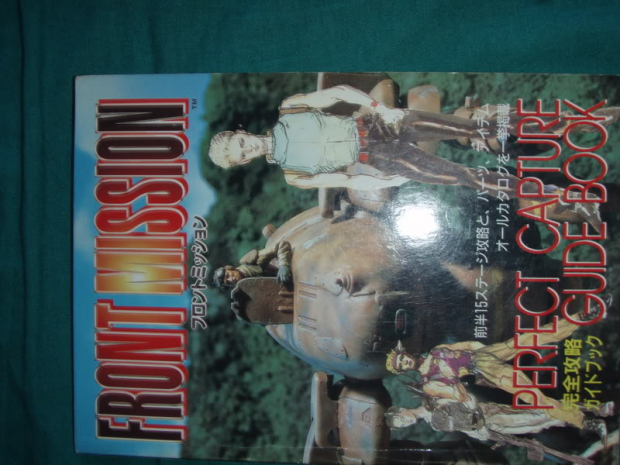 FRONT MISSION™
フロントミッション
前半15ステージ攻略と、パーツ、アイテム
オールカタログを一挙掲載
PERFECT CAPTURE
GUIDE BOOK
完全攻略
ガイドブック